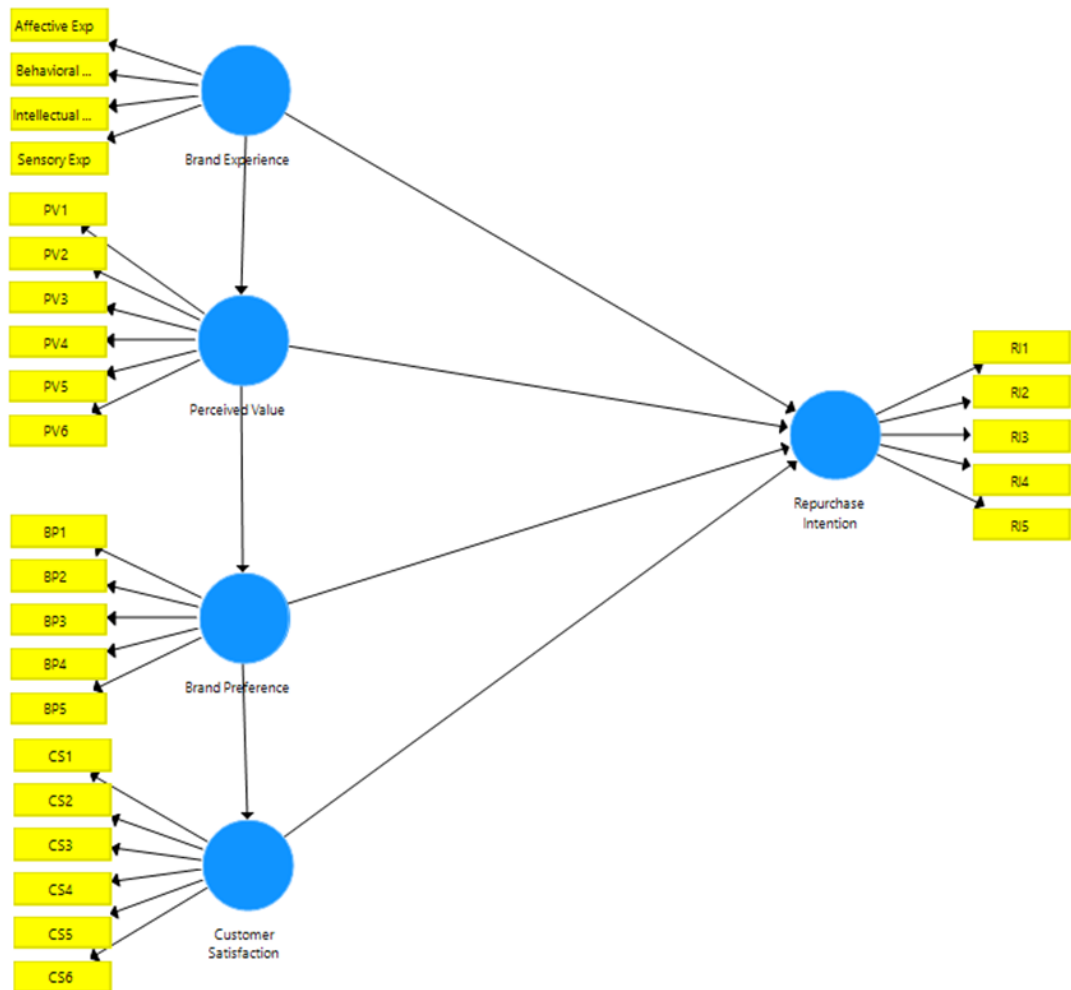 Affective Exp
Behavioral ...
Intellectual ...
Sensory Exp
Brand Experience
PV1
PV2
PV3
PV4
PV5
PV6
Perceived Value
BP1
BP2
BP3
BP4
BP5
Brand Preference
CS1
CS2
CS3
CS4
CS5
CS6
Customer
Satisfaction
Repurchase
Intention
RI1
RI2
RI3
RI4
RI5